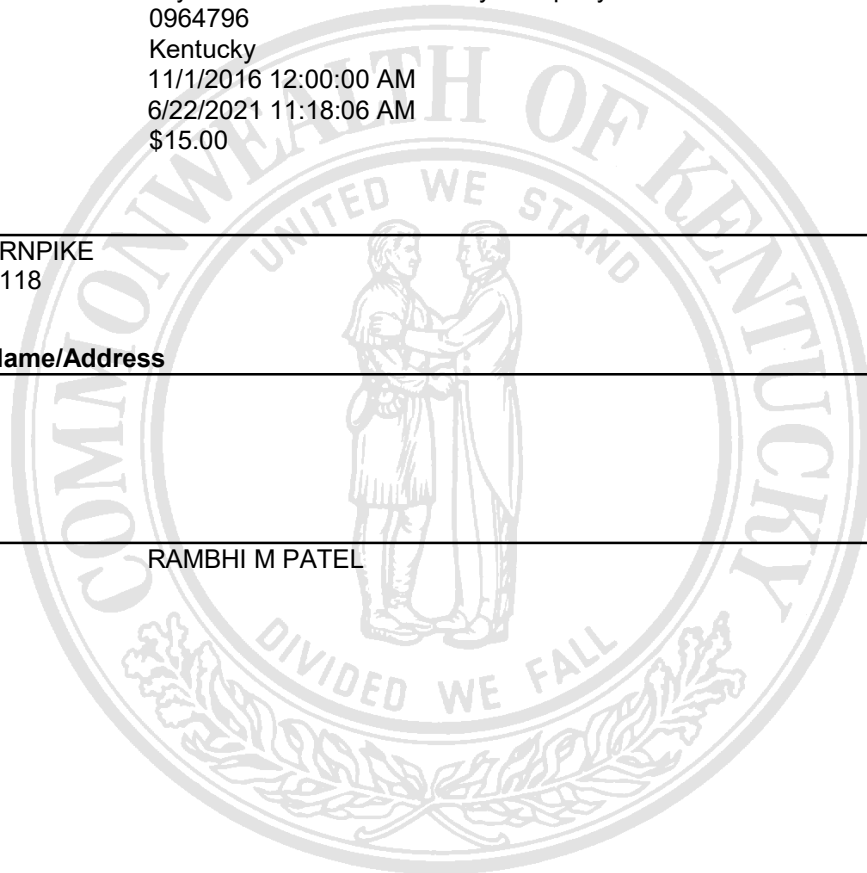 0964796
Kentucky
11/1/2016 12:00:00 AM
6/22/2021 11:18:06 AM
$15.00
RNPIKE
118
lame/Address
RAMBHI M PATEL
COMMONWEALTH OF KENTUCKY
UNITED WE STAND
DIVIDED WE FALL